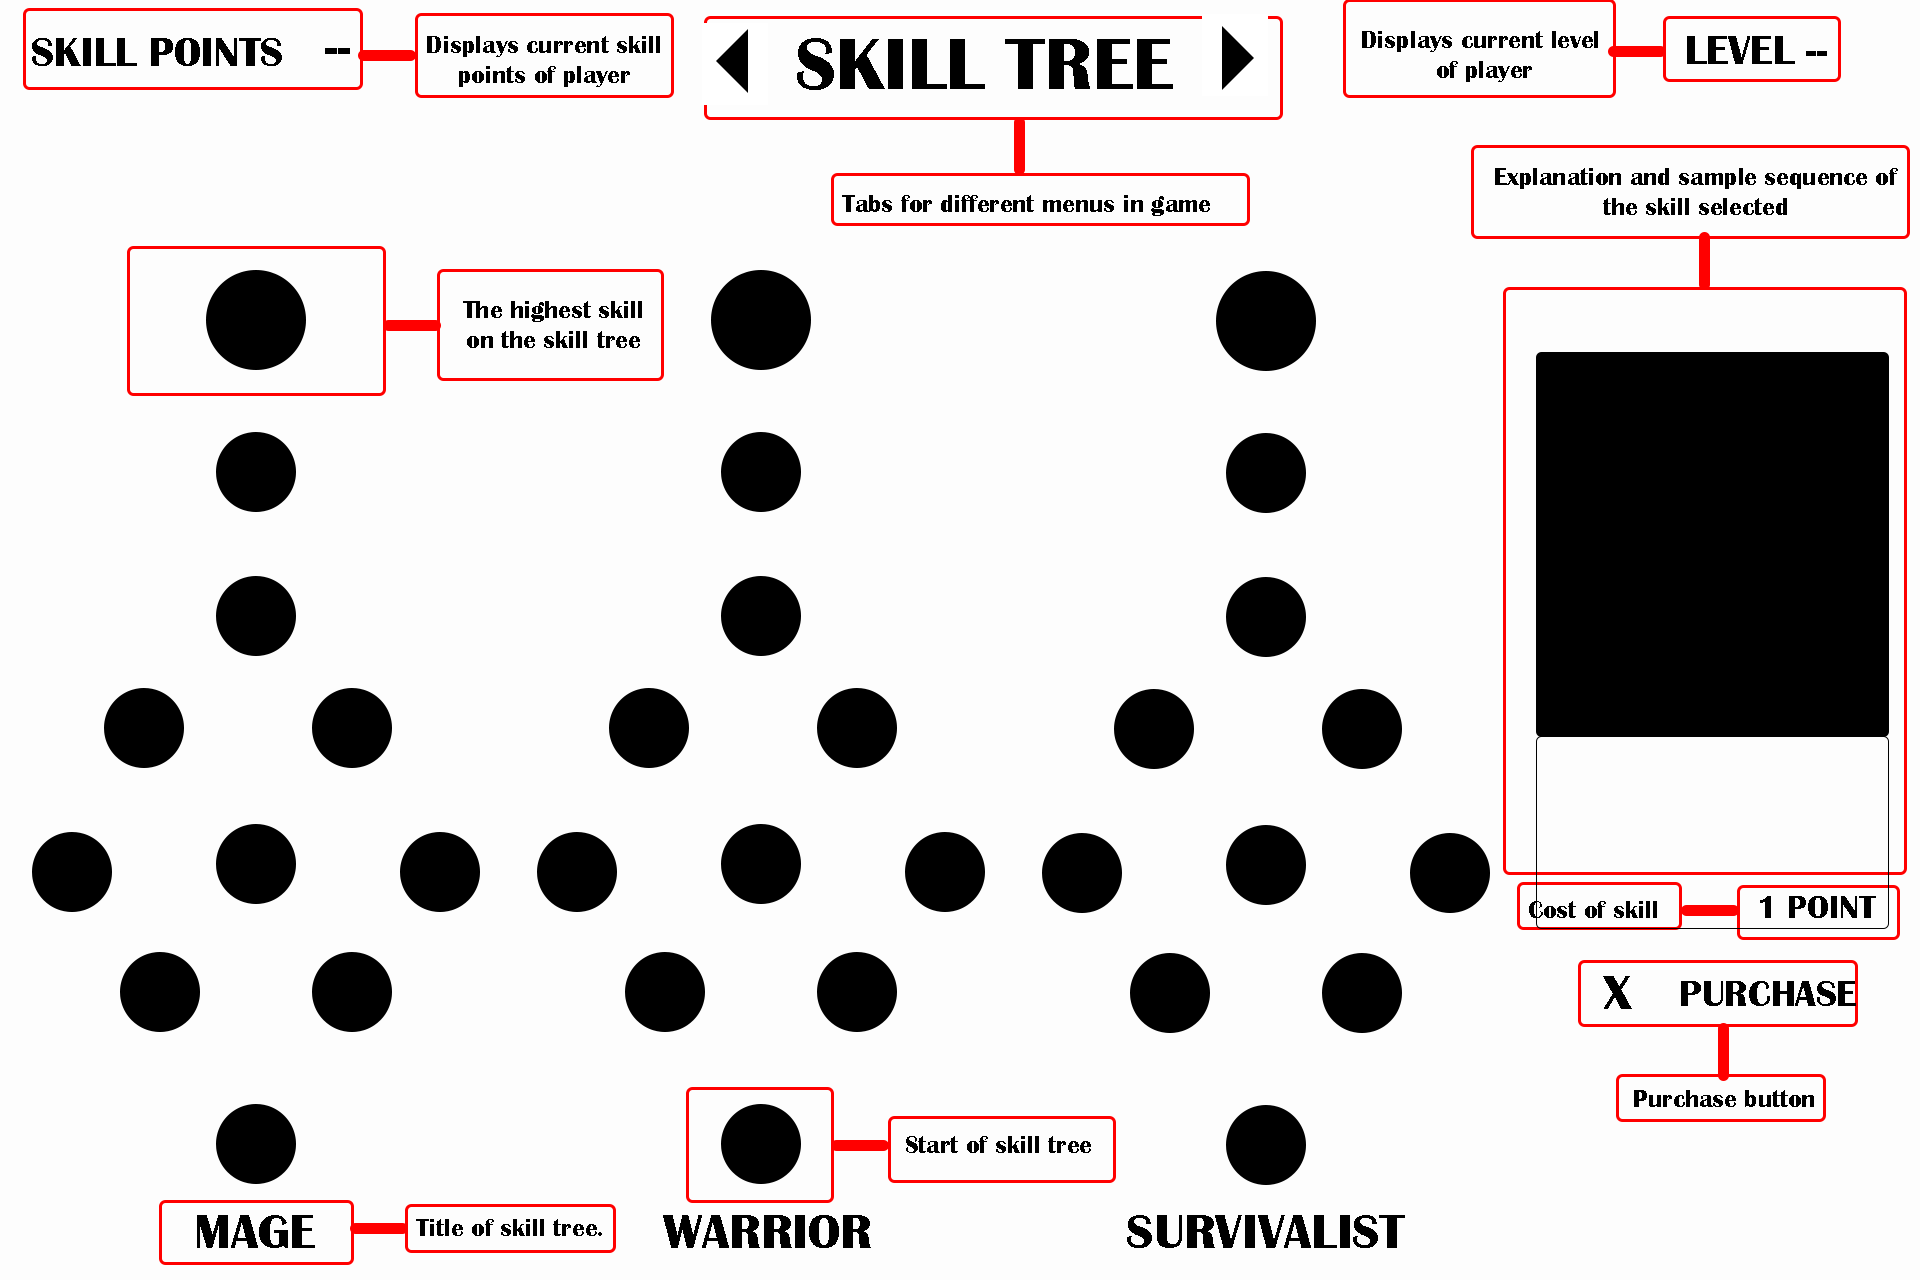 SKILL POINTS --
Displays current skill
points of player
SKILL TREE
Displays current level
of player
LEVEL --
Tabs for different menus in game
Explanation and sample sequence of
the skill selected
The highest skill
on the skill tree
Cost of skill
1 POINT
X PURCHASE
Purchase button
Start of skill tree
MAGE
Title of skill tree.
WARRIOR
SURVIVALIST